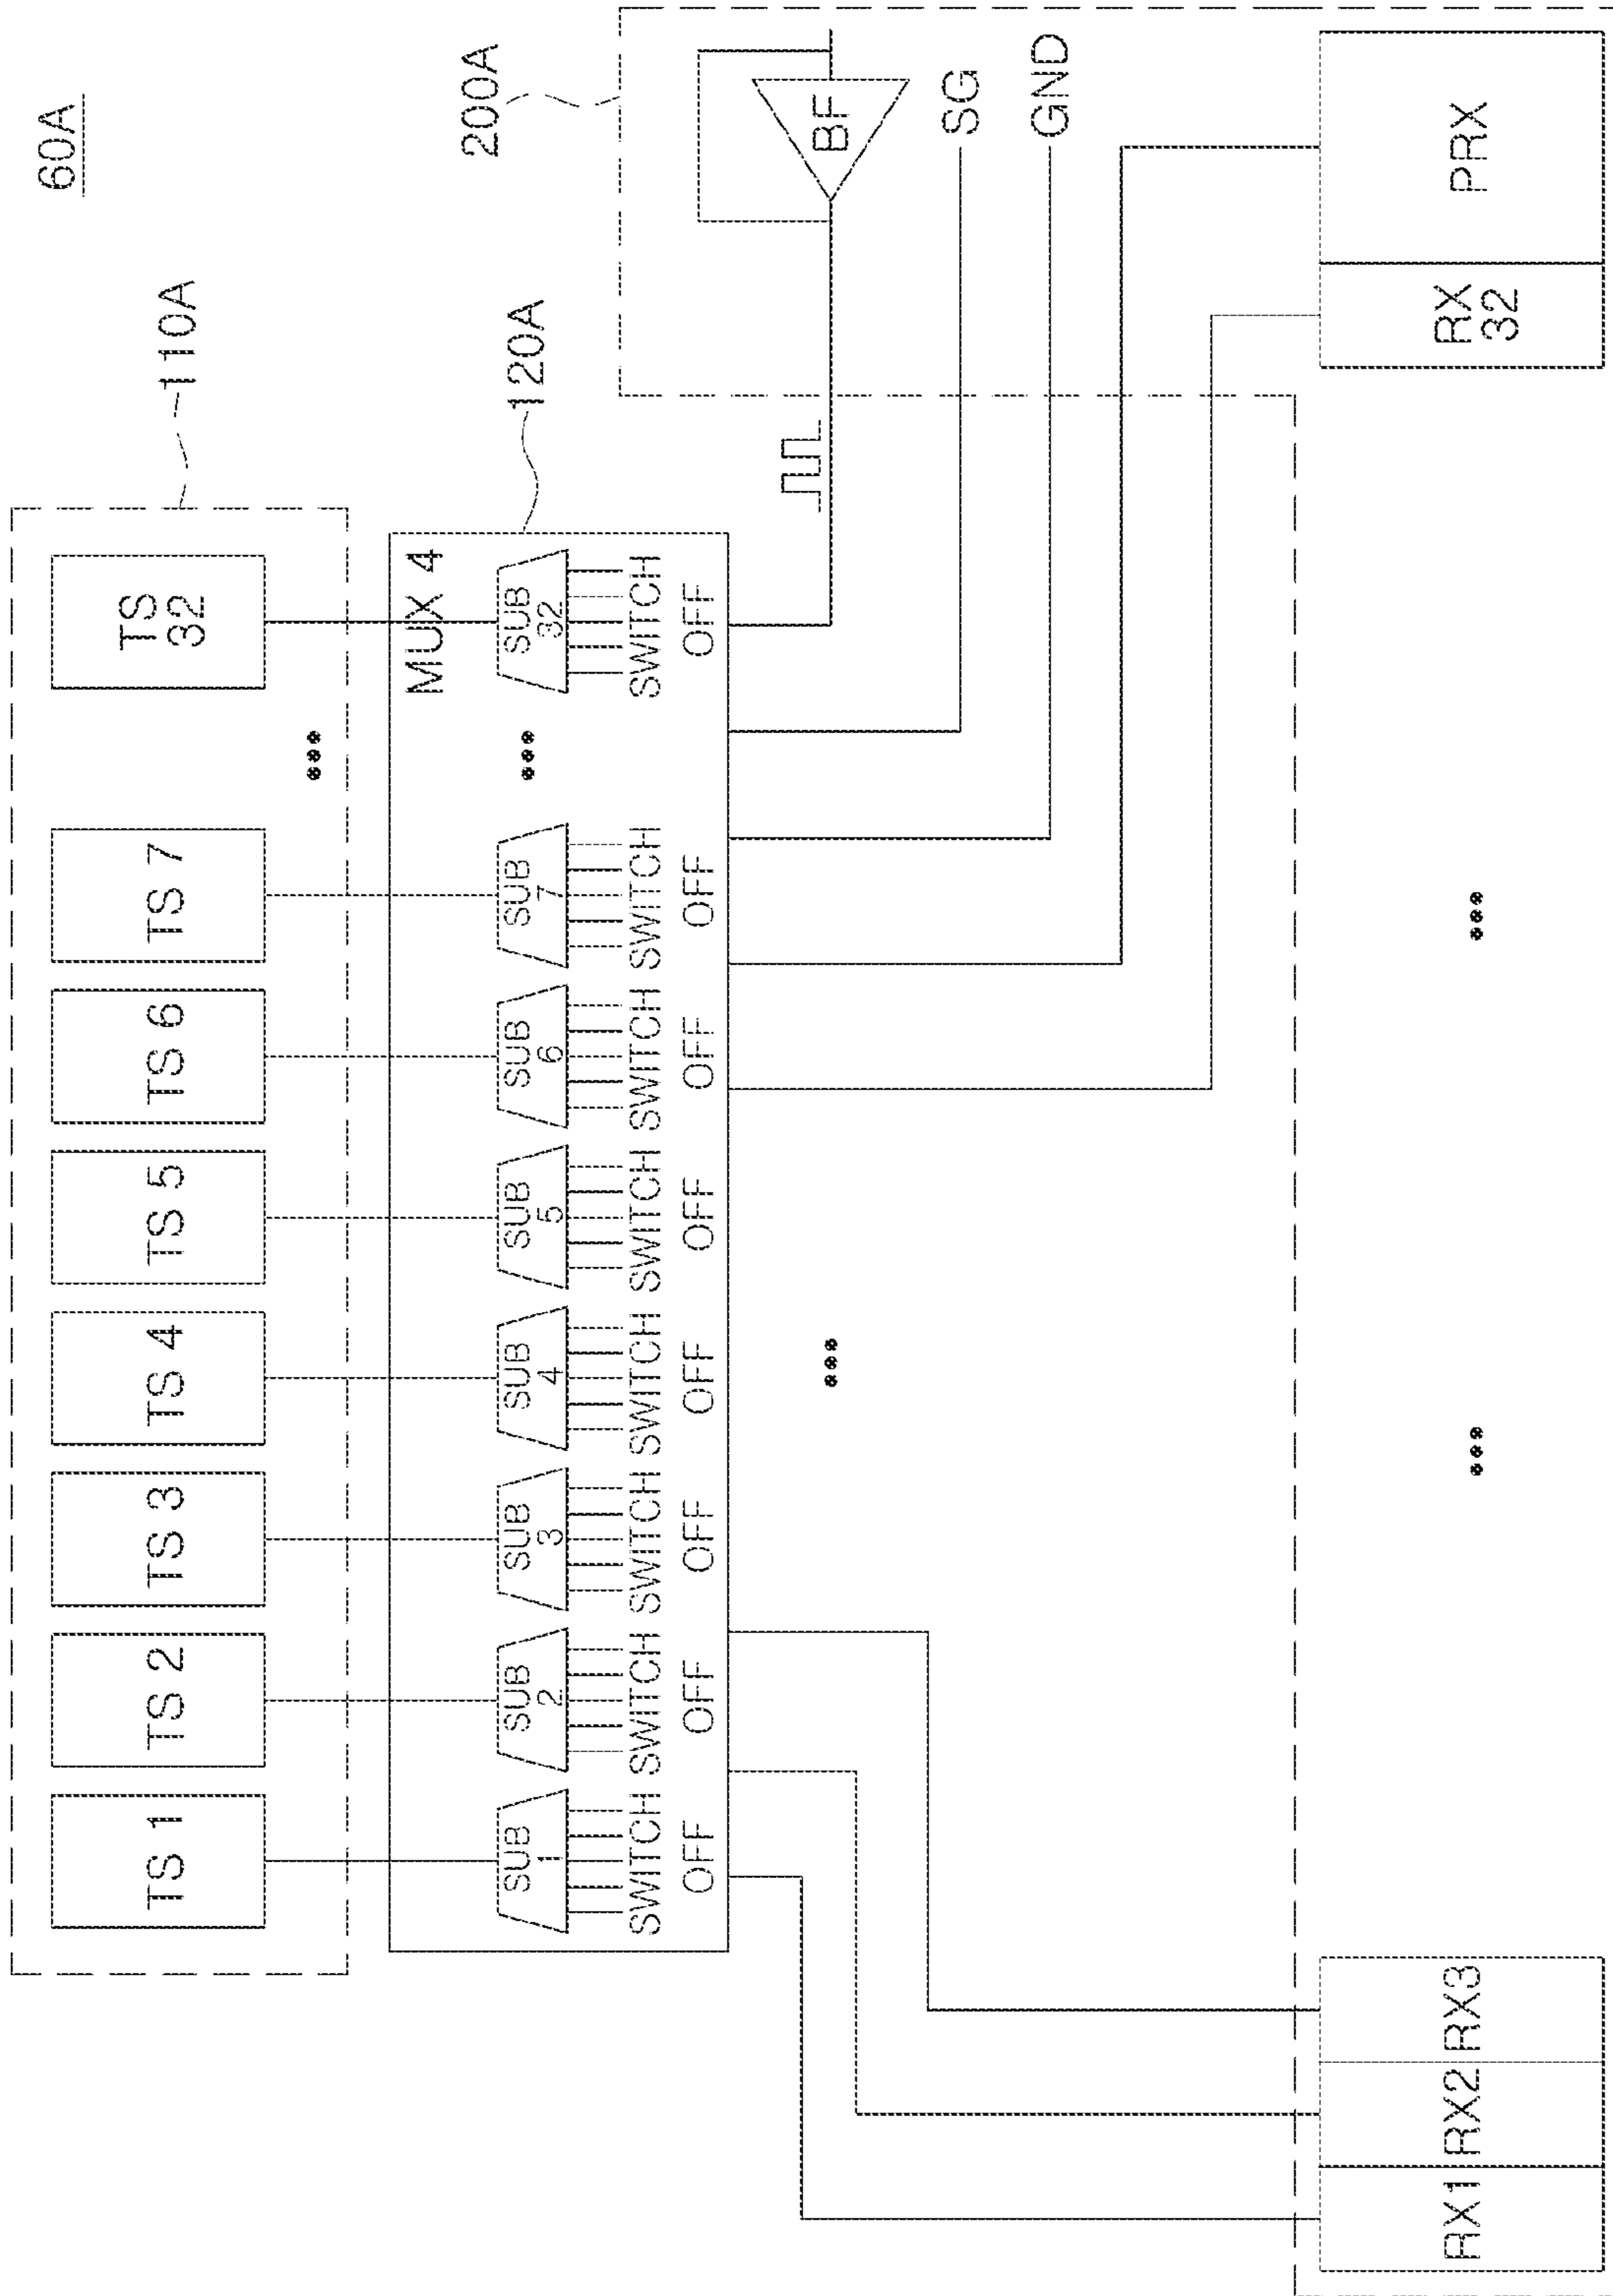 60A
110A
TS 1
TS 2
TS 3
TS 4
TS 5
TS 6
TS 7
TS
32
120A
MUX 4
SUB
1
SUB
2
SUB
3
SUB
4
SUB
5
SUB
6
SUB
7
SUB
32
SWITCH SWITCH SWITCH SWITCH SWITCH SWITCH SWITCH SWITCH
OFF OFF OFF OFF OFF OFF OFF OFF
200A
BF
SG
GND
RX1 RX2 RX3
RX
32
PRX